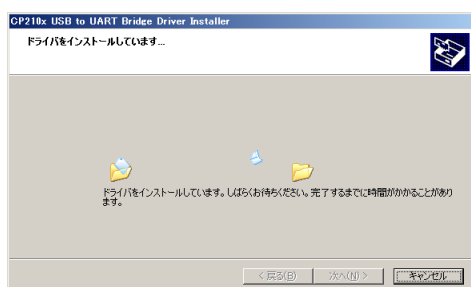 CP210x USB to UART Bridge Driver Installer
ドライバをインストールしています...
ドライバをインストールしています。しばらくお待ちください。完了するまでに時間がかかることがあり
ます。
< 戻る(B)
次へ(N) >
キャンセル